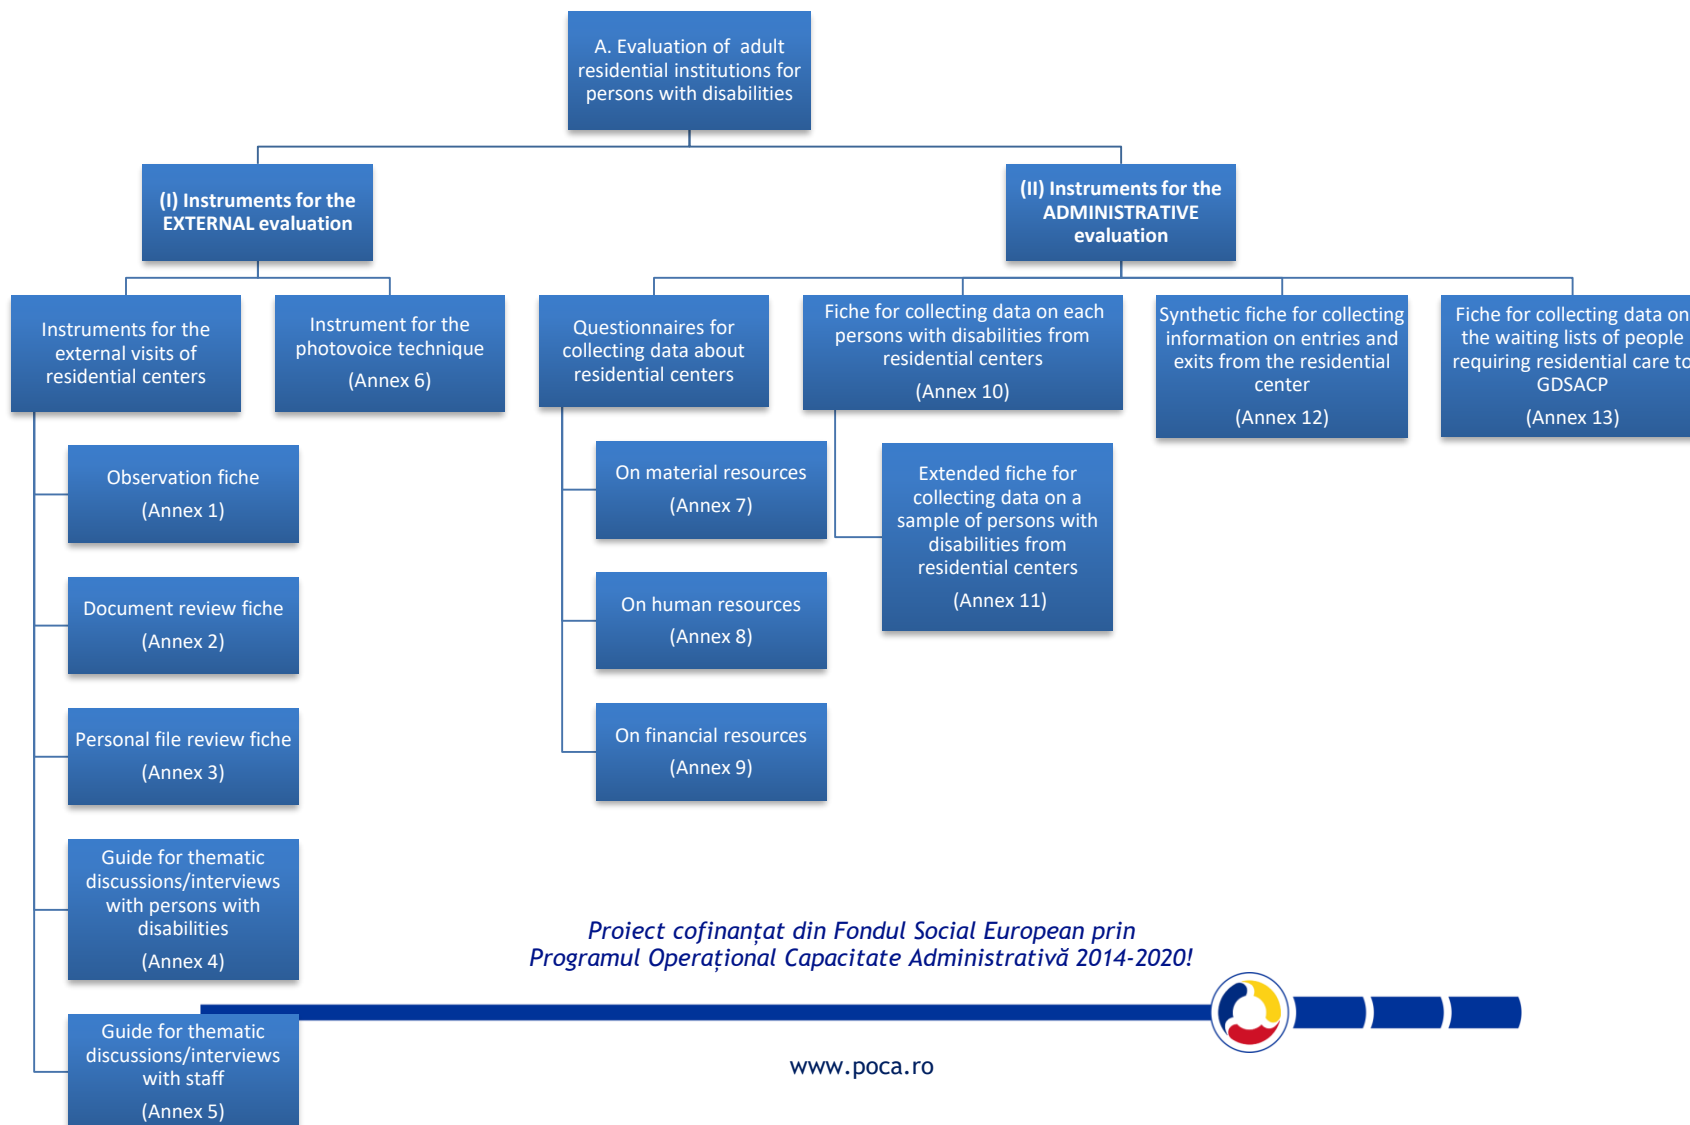 A. Evaluation of adult
residential institutions for
persons with disabilities
(I) Instruments for the
EXTERNAL evaluation
(II) Instruments for the
ADMINISTRATIVE
evaluation
Instruments for the
external visits of
residential centers
Instrument for the
photovoice technique
(Annex 6)
Questionnaires for
collecting data about
residential centers
Fiche for collecting data on each
persons with disabilities from
residential centers
(Annex 10)
Synthetic fiche for collecting
information on entries and
exits from the residential
center
(Annex 12)
Fiche for collecting data on
the waiting lists of people
requiring residential care to
GDSACP
(Annex 13)
Observation fiche
(Annex 1)
Document review fiche
(Annex 2)
Personal file review fiche
(Annex 3)
Guide for thematic
discussions/interviews
with persons with
disabilities
(Annex 4)
Guide for thematic
discussions/interviews
with staff
(Annex 5)
On material resources
(Annex 7)
On human resources
(Annex 8)
On financial resources
(Annex 9)
Extended fiche for
collecting data on a
sample of persons with
disabilities from
residential centers
(Annex 11)
Proiect cofinanțat din Fondul Social European prin
Programul Operațional Capacitate Administrativă 2014-2020!
www.poca.ro